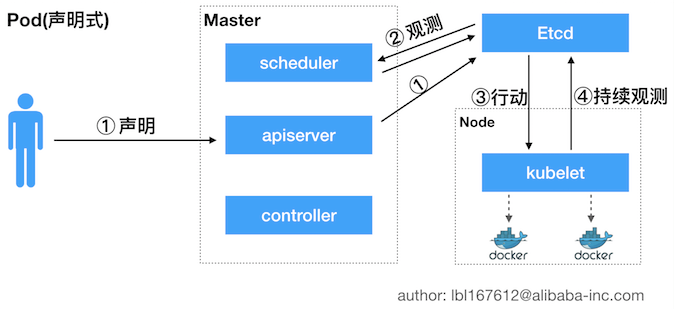 Pod(声明式)
Master
② 观测
Etcd
scheduler
①
③行动
④持续观测
① 声明
apiserver
Node
kubelet
controller
docker
docker
author: lbl167612@alibaba-inc.com